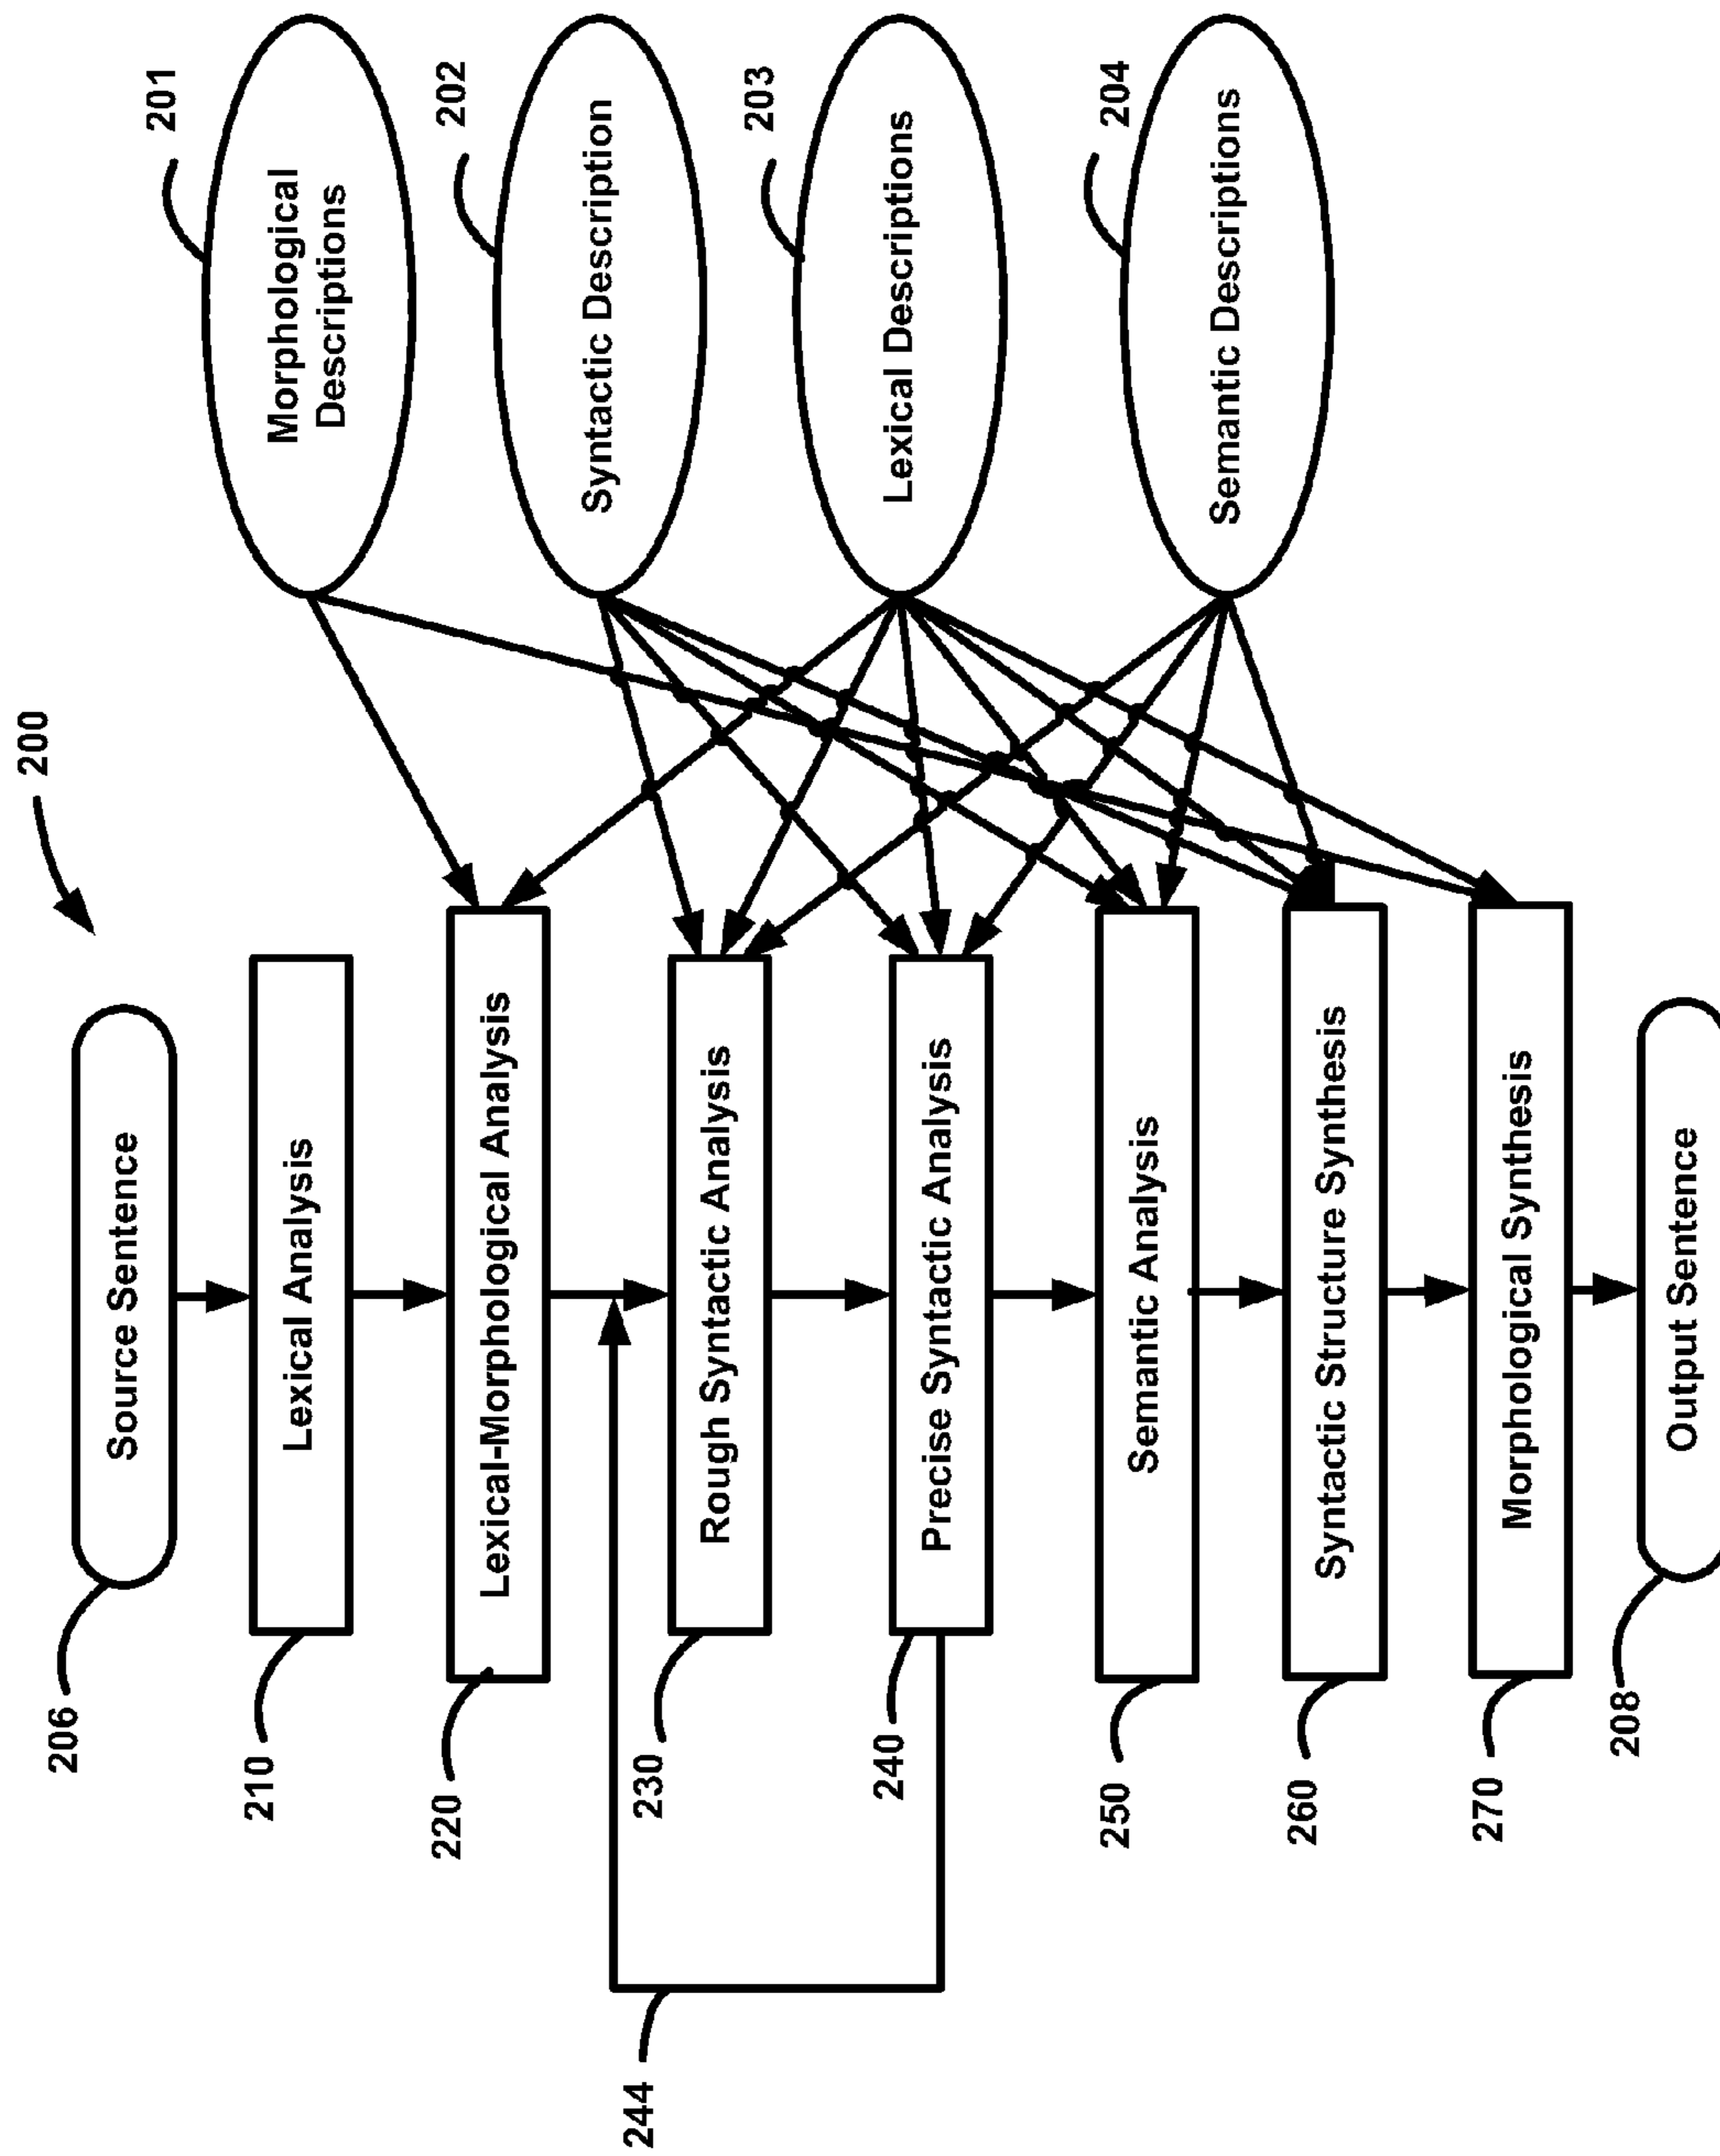 200
206
Source Sentence
210
Lexical Analysis
220
Lexical-Morphological Analysis
230
Rough Syntactic Analysis
240
Precise Syntactic Analysis
244
250
Semantic Analysis
260
Syntactic Structure Synthesis
270
Morphological Synthesis
208
Output Sentence
201
Morphological
Descriptions
202
Syntactic Description
203
Lexical Descriptions
204
Semantic Descriptions